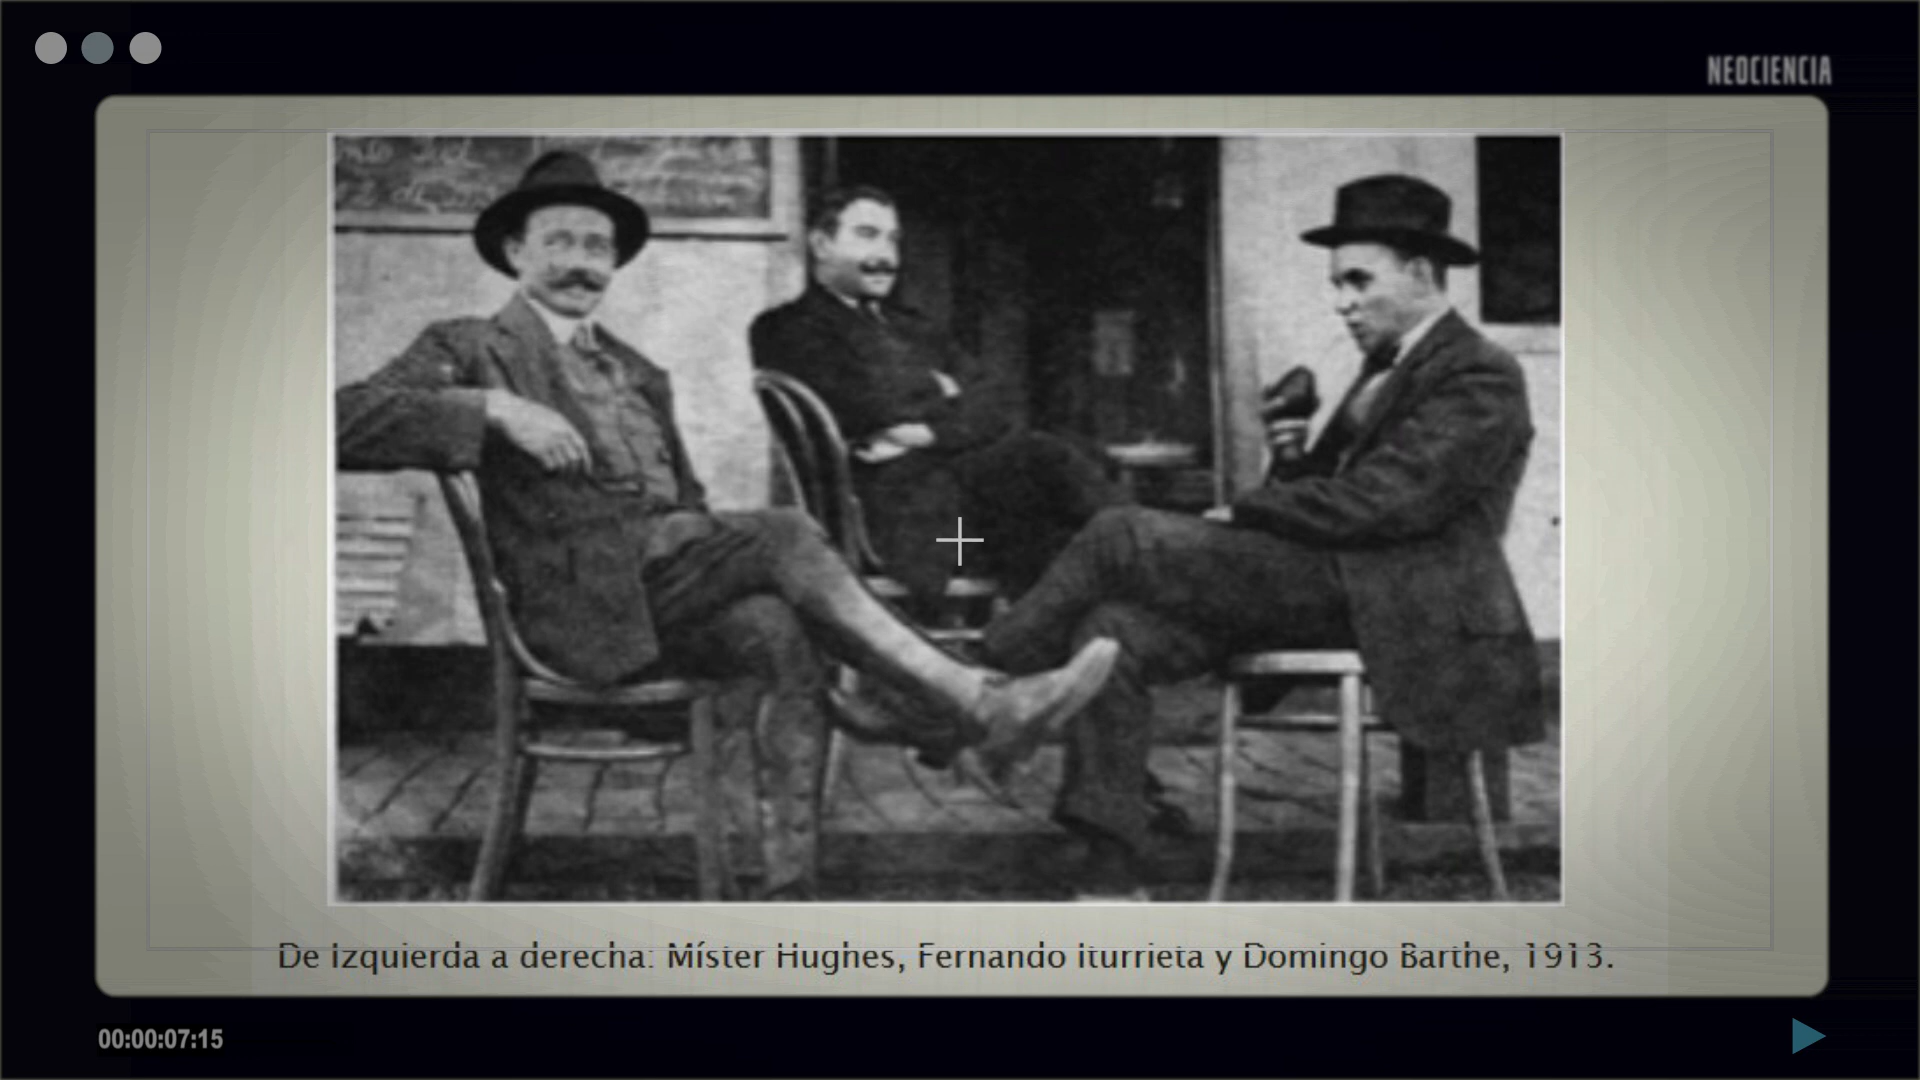 NEOCIENCIA
De Izquierda a derecha: Míster Hughes, Fernando Iturrieta y Domingo Barthe, 1913.
00:00:07:15